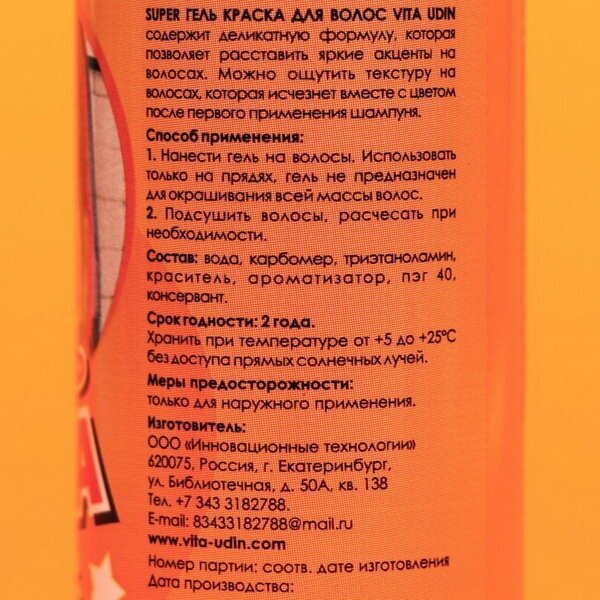 SUPER ГЕЛЬ КРАСКА ДЛЯ ВОЛОС VITA UDIN
содержит деликатную формулу, которая
позволяет расставить яркие акценты на
волосах. Можно ощутить текстуру на
волосах, которая исчезнет вместе с цветом
после первого применения шампуня.
Способ применения:
1. Нанести гель на волосы. Использовать
только на прядях, гель не предназначен
для окрашивания всей массы волос.
2. Подсушить волосы, расчесать при
необходимости.
Состав: вода, карбомер, триэтаноламин,
краситель, ароматизатор, пэг 40,
консервант.
Срок годности: 2 года.
Хранить при температуре от +5 до +25°С
без доступа прямых солнечных лучей.
Меры предосторожности:
только для наружного применения.
Изготовитель:
ООО «Инновационные технологии»
620075, Россия, г. Екатеринбург,
ул. Библиотечная, д. 50А, кв. 138
Тел. +7 343 3182788.
E-mail: 83433182788@mail.ru
www.vita-udin.com
Номер партии: соотв. дате изготовления
Дата производства:
A